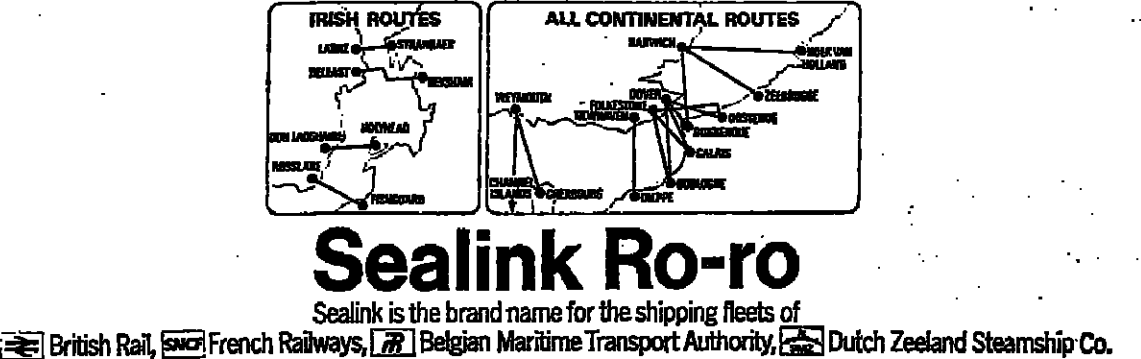 IRISH ROUTES
LARNE
STRANRAER
BELFAST
HEYSHAM
DUN LAOGHAIRE
HOLYHEAD
ROSSLARE
FISHGUARD
ALL CONTINENTAL ROUTES
HARWICH
HOEK VAN
HOLLAND
ZEEBRUGGE
WEYMOUTH
DOVER
FOLKESTONE
NEWHAVEN
OOSTENDE
DUNKERQUE
CALAIS
BOULOGNE
CHANNEL
ISLANDS
CHERBOURG
DIEPPE
Sealink Ro-ro
Sealink is the brand name for the shipping fleets of
British Rail, SNCF French Railways, Belgian Maritime Transport Authority, Dutch Zeeland Steamship Co.